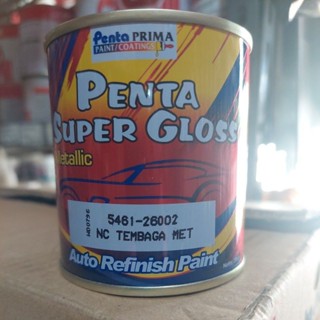 Penta PRIMA
PAINT/COATINGS
PENTA
SUPER GLOSS
Metallic
5461-26002
NC TEMBAGA MET
Auto Refinish Paint